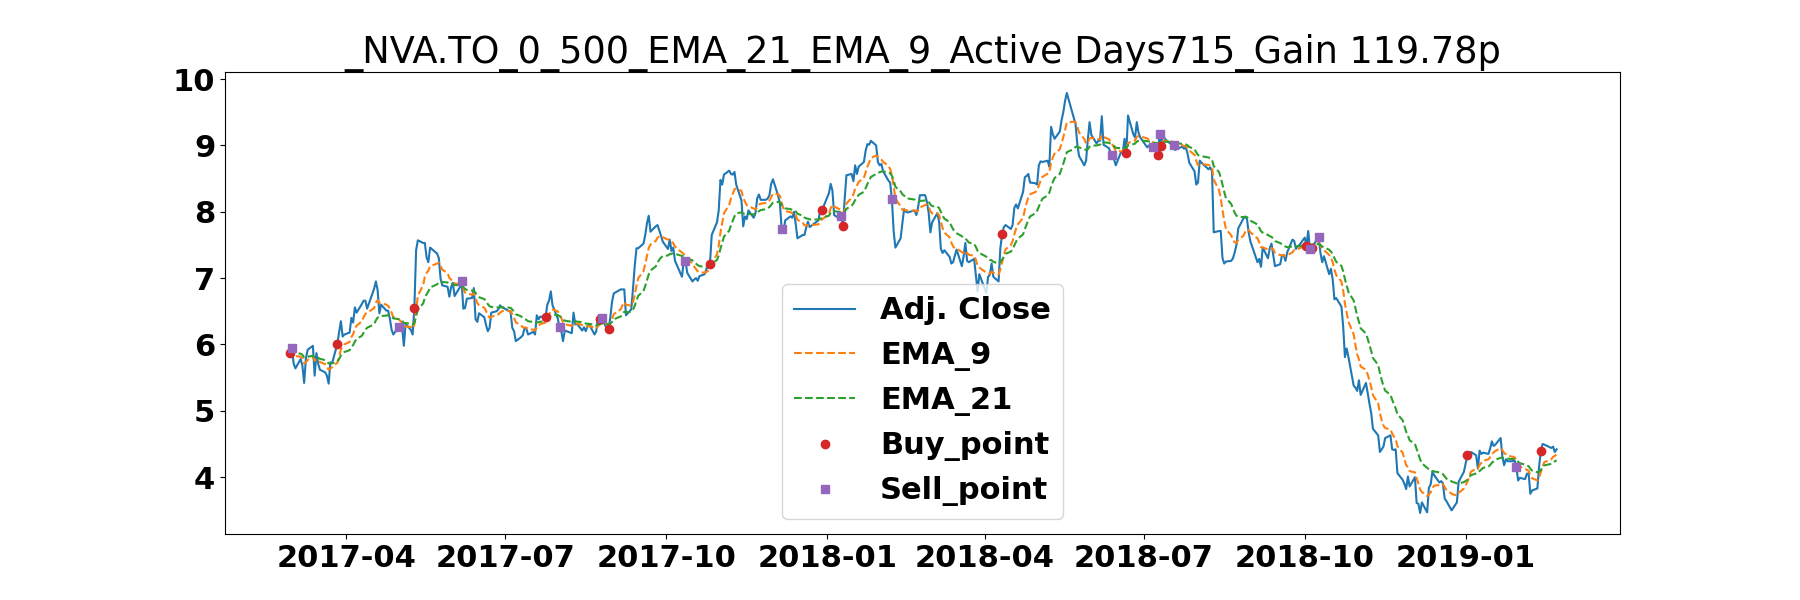 _NVA.TO_0_500_EMA_21_EMA_9_Active Days715_Gain 119.78p
10
9
8
7
6
5
4
Adj. Close
EMA_9
EMA_21
Buy_point
Sell_point
2017-04 2017-07 2017-10 2018-01 2018-04 2018-07 2018-10 2019-01